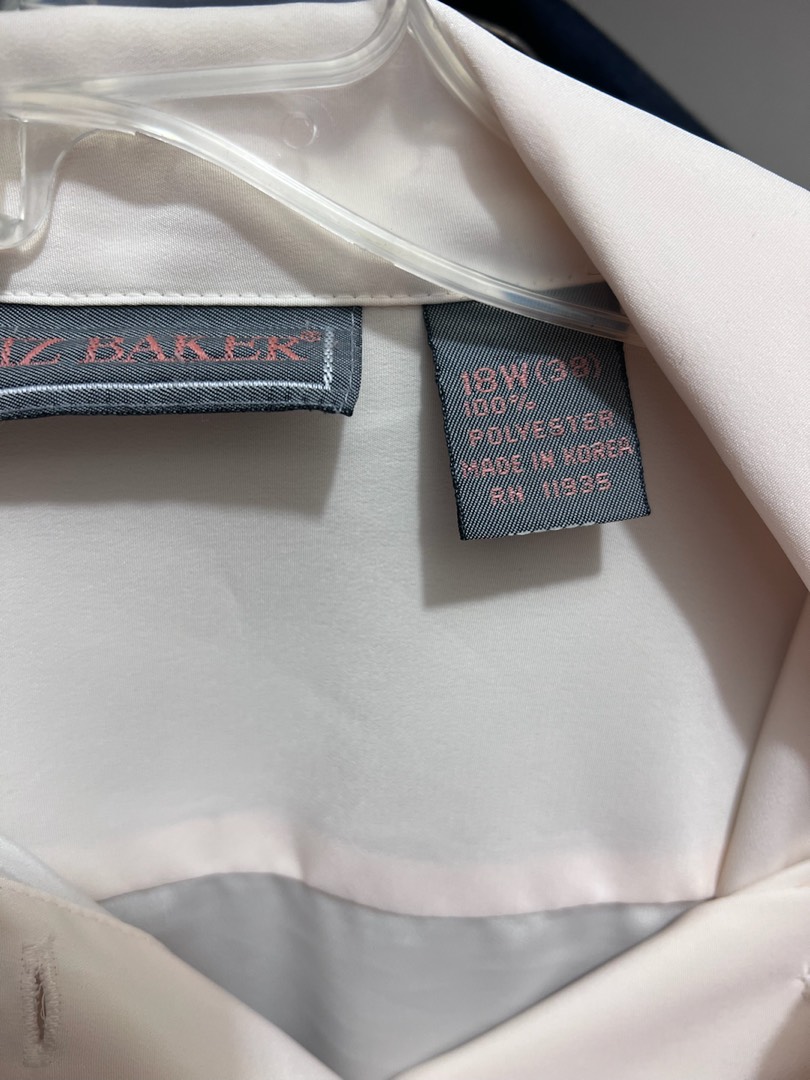 IZ BAKER®
18W (38)
100%
POLYESTER
MADE IN KOREA
RN 11935